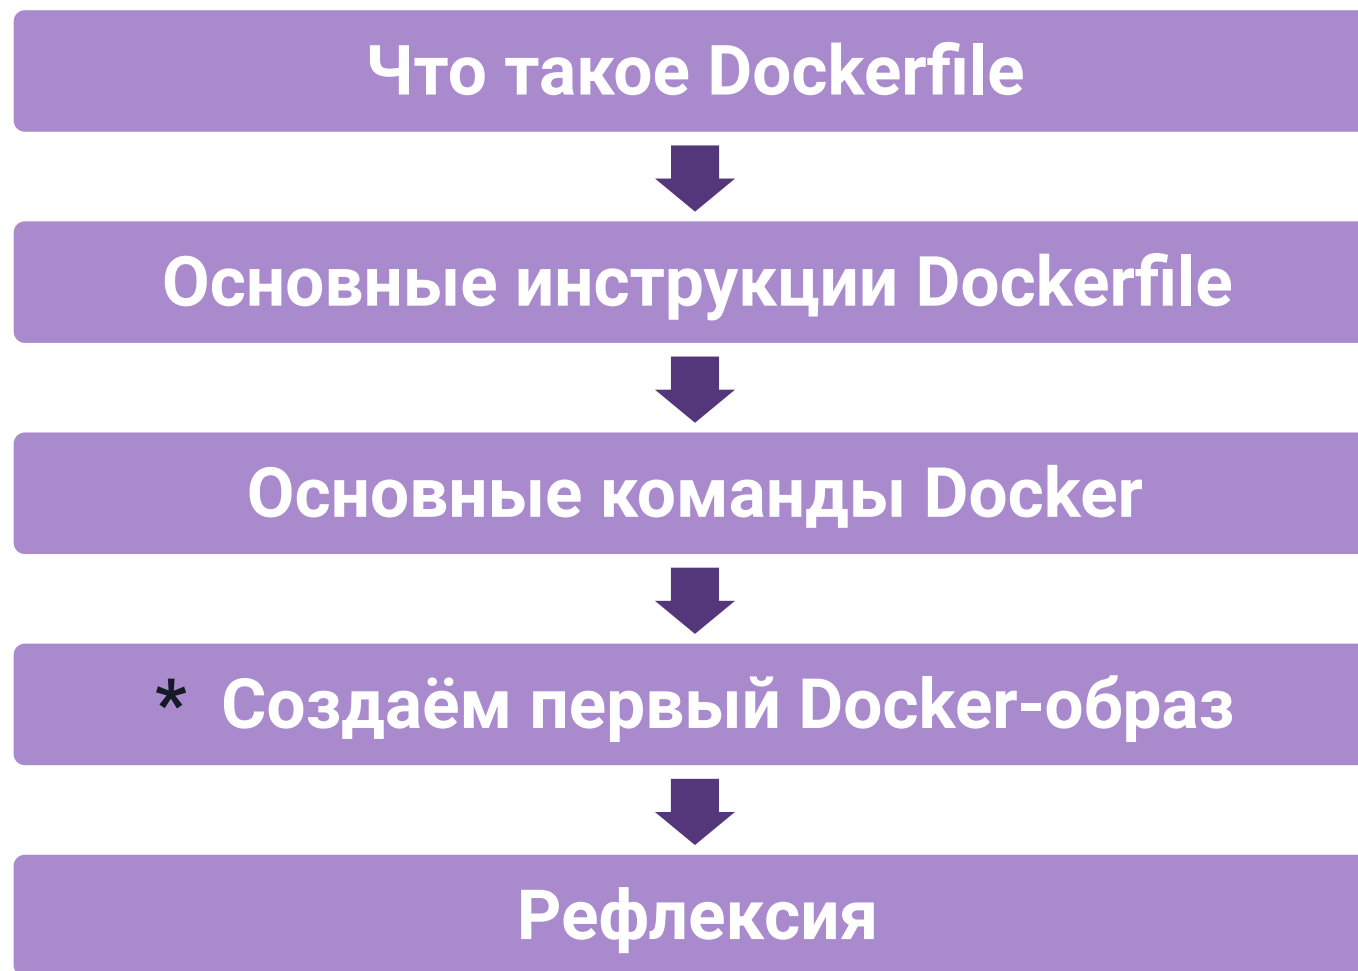 Что такое Dockerfile
Основные инструкции Dockerfile
Основные команды Docker
* Создаём первый Docker-образ
Рефлексия